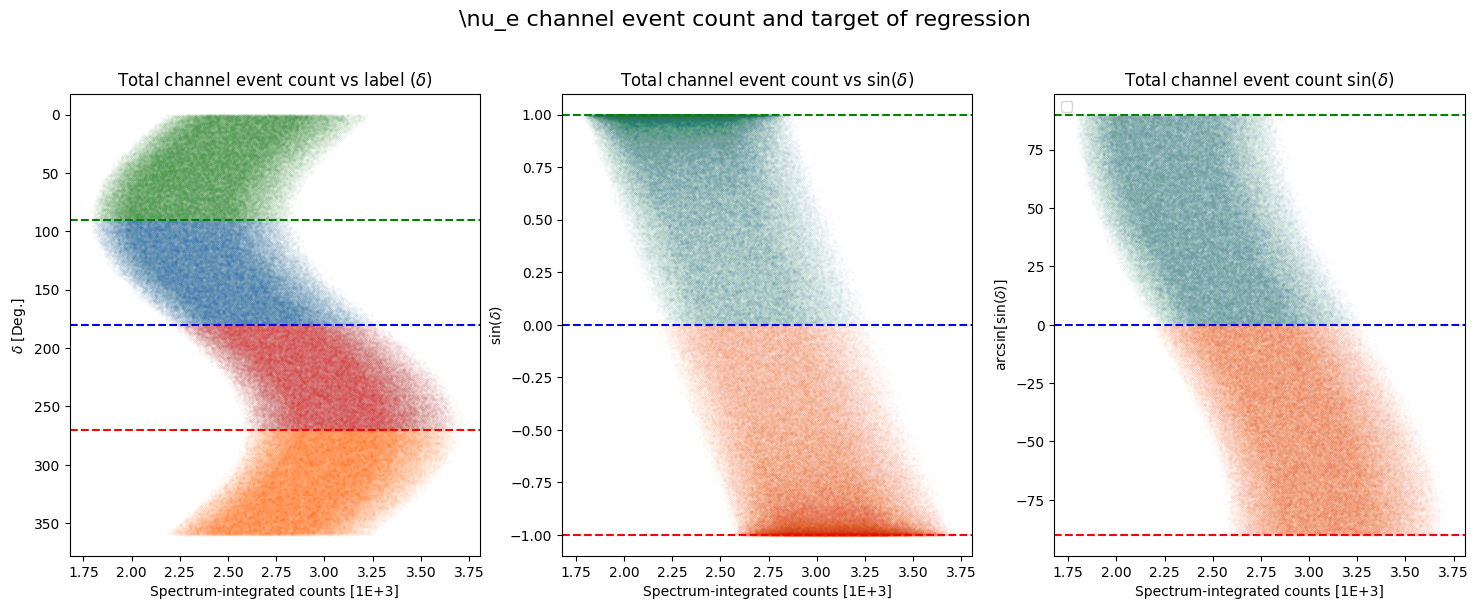 \nu_e channel event count and target of regression
Total channel event count vs label (δ)
0
50
100
150
200
250
300
350
δ [Deg.]
1.75 2.00 2.25 2.50 2.75 3.00 3.25 3.50 3.75
Spectrum-integrated counts [1E+3]
Total channel event count vs sin(δ)
1.00
0.75
0.50
0.25
0.00
−0.25
−0.50
−0.75
−1.00
sin(δ)
1.75 2.00 2.25 2.50 2.75 3.00 3.25 3.50 3.75
Spectrum-integrated counts [1E+3]
Total channel event count sin(δ)
75
50
25
0
−25
−50
−75
arcsin[sin(δ)]
1.75 2.00 2.25 2.50 2.75 3.00 3.25 3.50 3.75
Spectrum-integrated counts [1E+3]